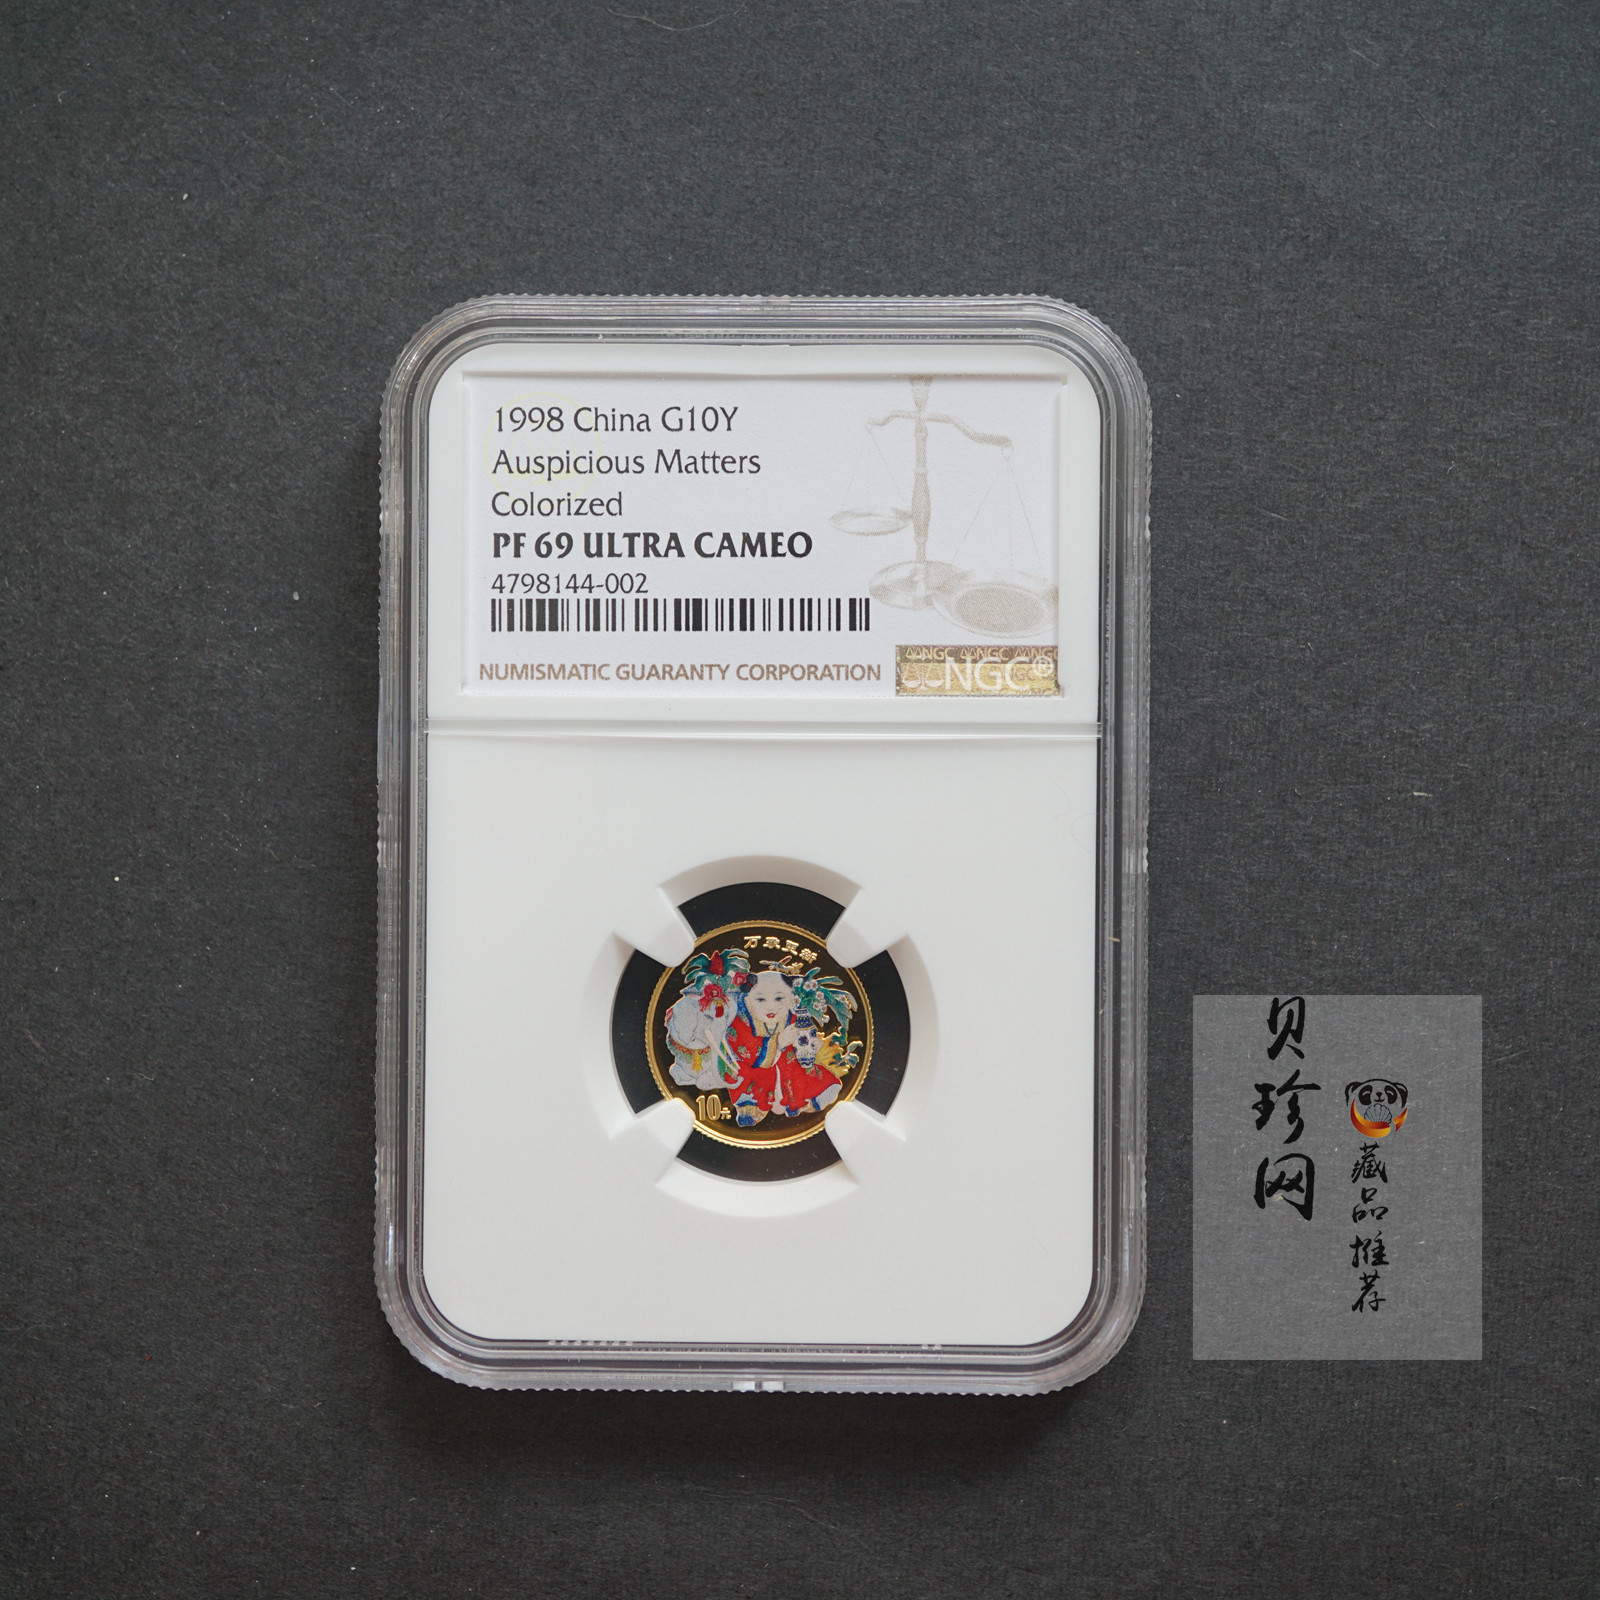 1998 China G10Y
Auspicious Matters
Colorized
PF 69 ULTRA CAMEO
4798144-002
NUMISMATIC GUARANTY CORPORATION
NGC®
万象更新
10元
贝珍网
藏品推荐